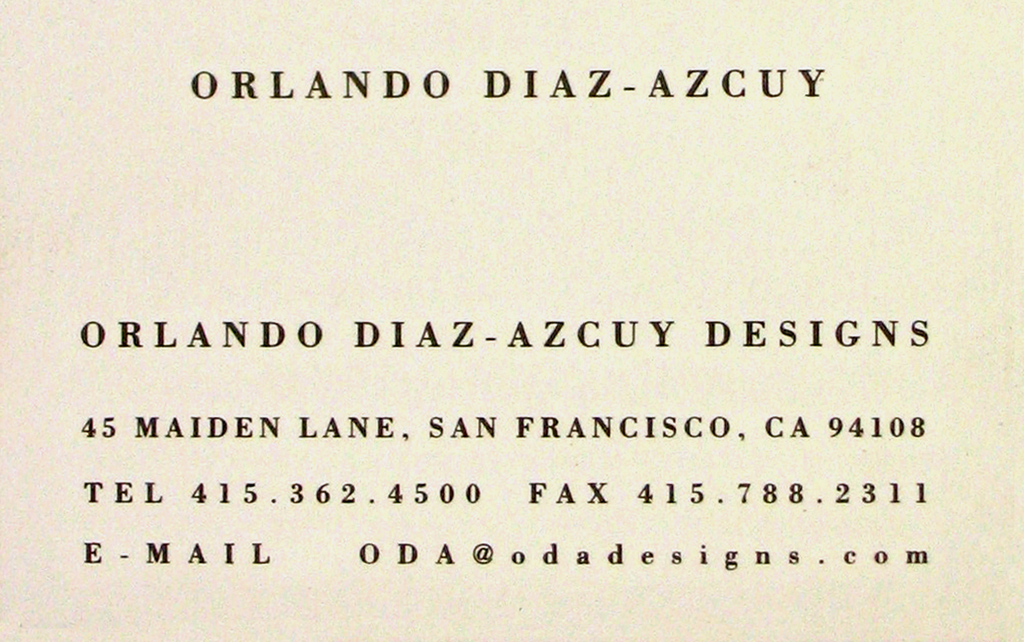 ORLANDO DIAZ-AZCUY
ORLANDO DIAZ-AZCUY DESIGNS
45 MAIDEN LANE, SAN FRANCISCO, CA 94108
TEL 415.362.4500 FAX 415.788.2311
E-MAIL ODA@odadesigns.com